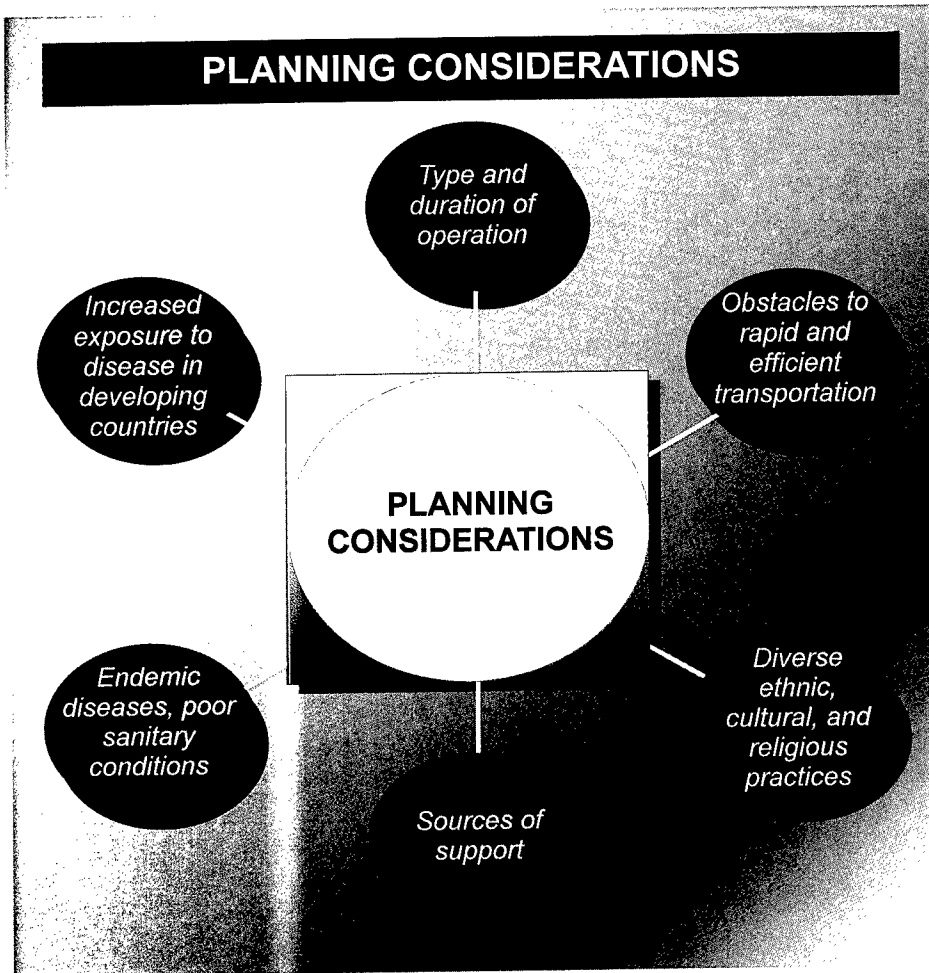 PLANNING CONSIDERATIONS
Type and
duration of
operation
Increased
exposure to
disease in
developing
countries
Obstacles to
rapid and
efficient
transportation
PLANNING
CONSIDERATIONS
Endemic
diseases, poor
sanitary
conditions
Diverse
ethnic,
cultural, and
religious
practices
Sources of
support